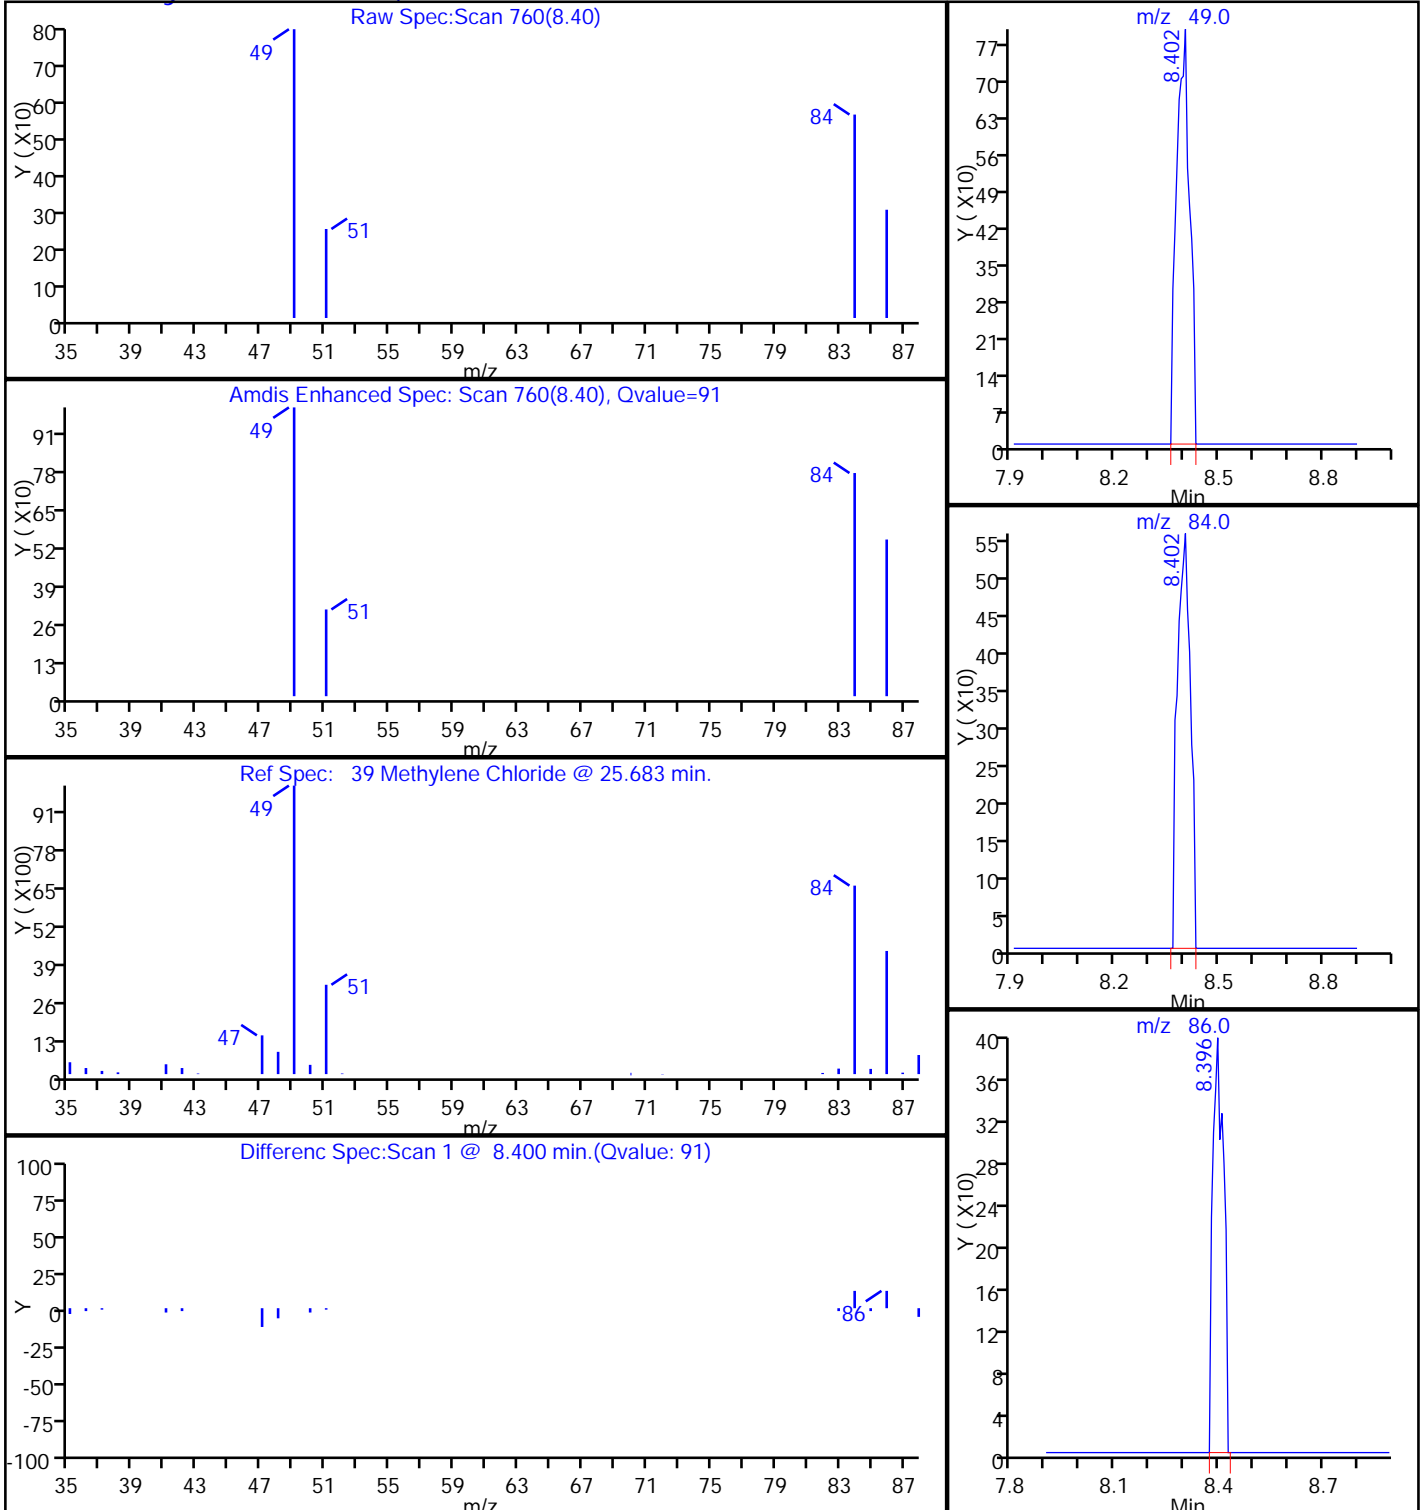 Raw Spec:Scan 760(8.40)
80
70
60
50
40
30
20
10
0
Y ( X10)
49
51
84
35 39 43 47 51 55 59 63 67 71 75 79 83 87
m/z
Amdis Enhanced Spec: Scan 760(8.40), Qvalue=91
91
78
65
52
39
26
13
0
Y ( X10)
49
51
84
35 39 43 47 51 55 59 63 67 71 75 79 83 87
m/z
Ref Spec: 39 Methylene Chloride @ 25.683 min.
91
78
65
52
39
26
13
0
Y ( X100)
49
47
51
84
35 39 43 47 51 55 59 63 67 71 75 79 83 87
m/z
Differenc Spec:Scan 1 @ 8.400 min.(Qvalue: 91)
100
75
50
25
0
-25
-50
-75
-100
Y
86
35 39 43 47 51 55 59 63 67 71 75 79 83 87
m/z
m/z 49.0
77
70
63
56
49
42
35
28
21
14
7
0
Y ( X10)
8.402
7.9 8.2 8.5 8.8
Min
m/z 84.0
55
50
45
40
35
30
25
20
15
10
5
0
Y ( X10)
8.402
7.9 8.2 8.5 8.8
Min
m/z 86.0
40
36
32
28
24
20
16
12
8
4
0
Y ( X10)
8.396
7.8 8.1 8.4 8.7
Min